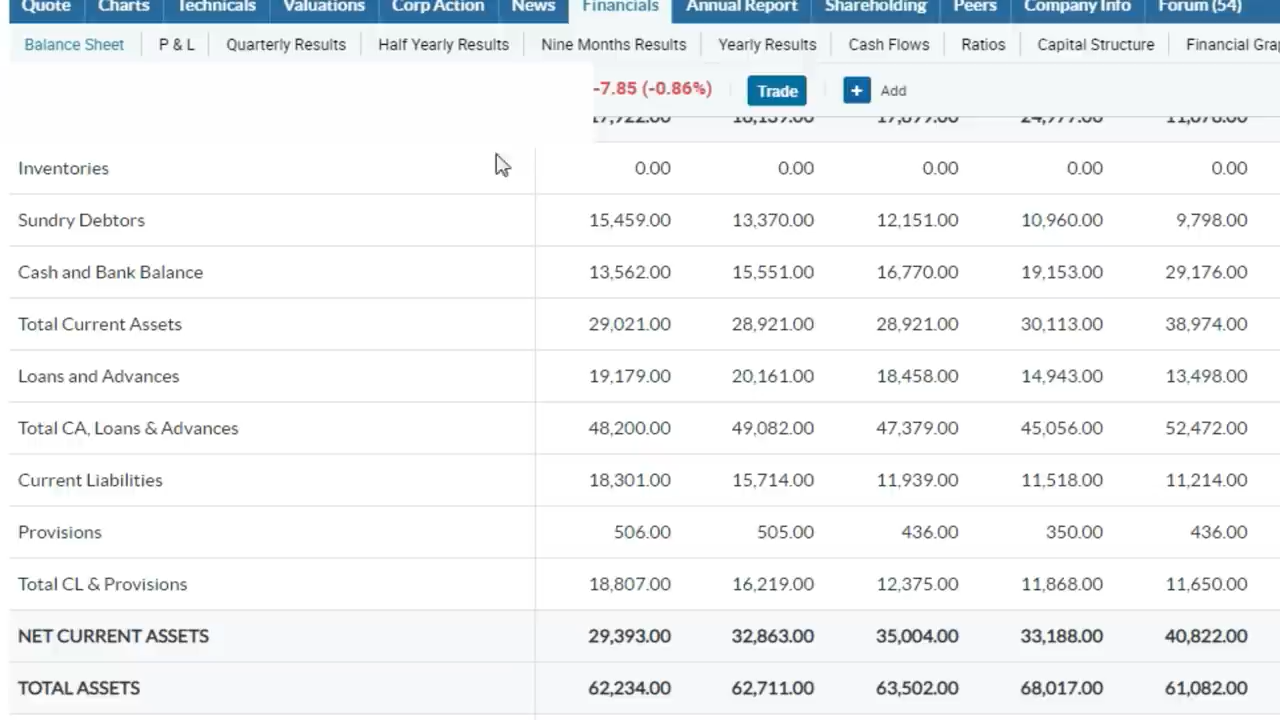 Quote Charts Technicals Valuations Corp Action News Financials Annual Report Shareholding Peers Company Info Forum (54)
Balance Sheet P & L Quarterly Results Half Yearly Results Nine Months Results Yearly Results Cash Flows Ratios Capital Structure Financial Gra
-7.85 (-0.86%) Trade + Add
Inventories 0.00 0.00 0.00 0.00 0.00
Sundry Debtors 15,459.00 13,370.00 12,151.00 10,960.00 9,798.00
Cash and Bank Balance 13,562.00 15,551.00 16,770.00 19,153.00 29,176.00
Total Current Assets 29,021.00 28,921.00 28,921.00 30,113.00 38,974.00
Loans and Advances 19,179.00 20,161.00 18,458.00 14,943.00 13,498.00
Total CA, Loans & Advances 48,200.00 49,082.00 47,379.00 45,056.00 52,472.00
Current Liabilities 18,301.00 15,714.00 11,939.00 11,518.00 11,214.00
Provisions 506.00 505.00 436.00 350.00 436.00
Total CL & Provisions 18,807.00 16,219.00 12,375.00 11,868.00 11,650.00
NET CURRENT ASSETS 29,393.00 32,863.00 35,004.00 33,188.00 40,822.00
TOTAL ASSETS 62,234.00 62,711.00 63,502.00 68,017.00 61,082.00